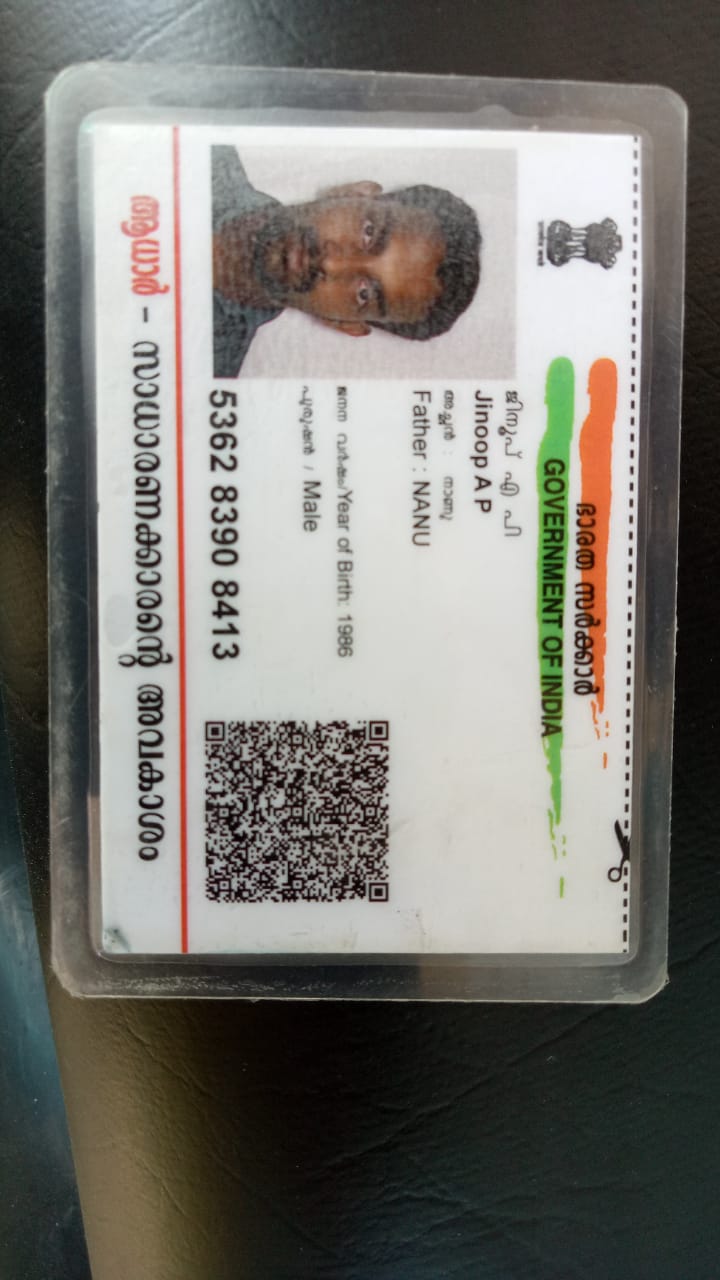 ഭാരത സർക്കാർ
GOVERNMENT OF INDIA
ജിനൂപ് എ പി
Jinoop A P
അച്ഛൻ : നാണു
Father : NANU
ജനന വർഷം/Year of Birth: 1986
പുരുഷൻ / Male
5362 8390 8413
ആധാർ - സാധാരണക്കാരന്റെ അവകാശം